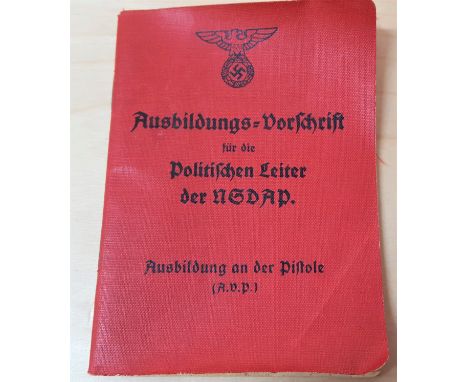 Ausbildungs=Vorschrift
für die
Politischen Leiter
der NSDAP.
Ausbildung an der Pistole
(A.v.P.)